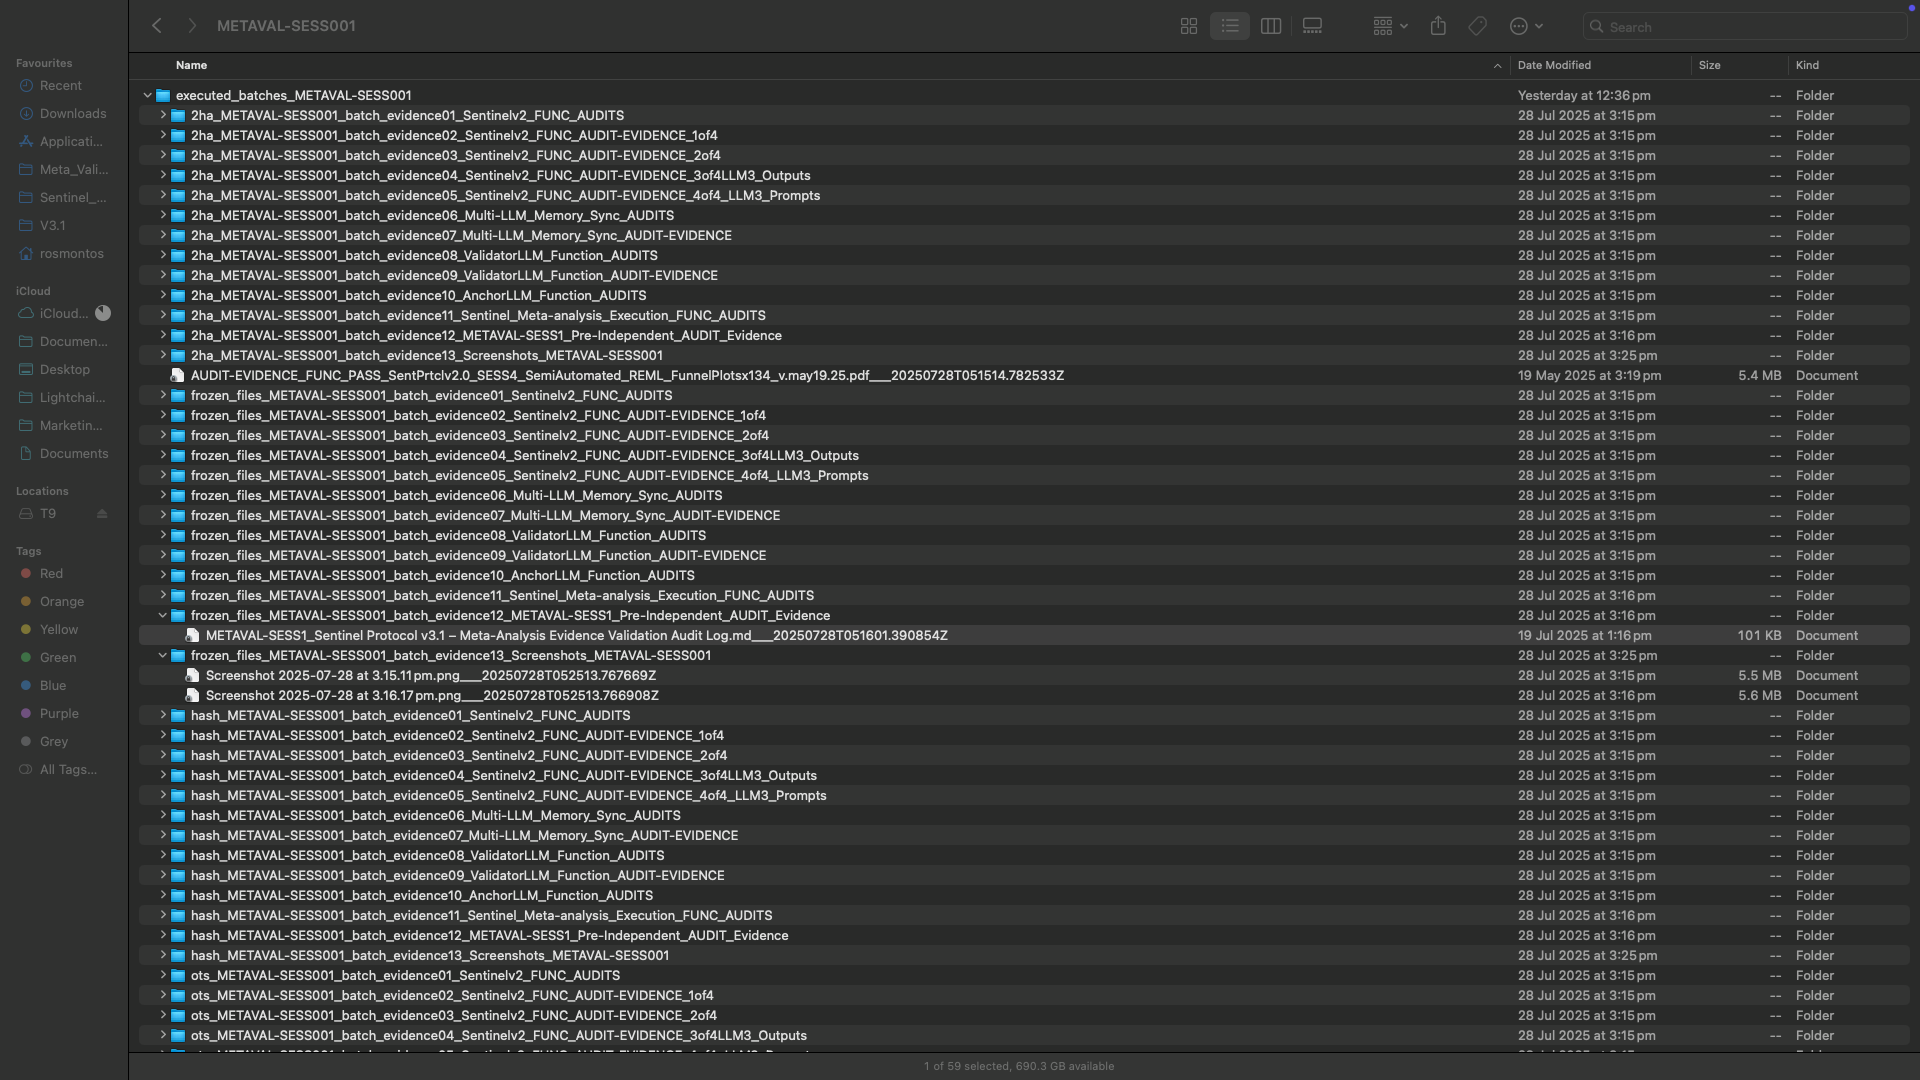 METAVAL-SESS001
Search
Favourites
Recent
Downloads
Applicati...
Meta_Vali...
Sentinel_...
V3.1
rosmontos
iCloud
iCloud...
Documen...
Desktop
Lightchai...
Marketin...
Documents
Locations
T9
Tags
Red
Orange
Yellow
Green
Blue
Purple
Grey
All Tags...
Name Date Modified Size Kind
executed_batches_METAVAL-SESS001 Yesterday at 12:36 pm -- Folder
2ha_METAVAL-SESS001_batch_evidence01_Sentinelv2_FUNC_AUDITS 28 Jul 2025 at 3:15 pm -- Folder
2ha_METAVAL-SESS001_batch_evidence02_Sentinelv2_FUNC_AUDIT-EVIDENCE_1of4 28 Jul 2025 at 3:15 pm -- Folder
2ha_METAVAL-SESS001_batch_evidence03_Sentinelv2_FUNC_AUDIT-EVIDENCE_2of4 28 Jul 2025 at 3:15 pm -- Folder
2ha_METAVAL-SESS001_batch_evidence04_Sentinelv2_FUNC_AUDIT-EVIDENCE_3of4LLM3_Outputs 28 Jul 2025 at 3:15 pm -- Folder
2ha_METAVAL-SESS001_batch_evidence05_Sentinelv2_FUNC_AUDIT-EVIDENCE_4of4_LLM3_Prompts 28 Jul 2025 at 3:15 pm -- Folder
2ha_METAVAL-SESS001_batch_evidence06_Multi-LLM_Memory_Sync_AUDITS 28 Jul 2025 at 3:15 pm -- Folder
2ha_METAVAL-SESS001_batch_evidence07_Multi-LLM_Memory_Sync_AUDIT-EVIDENCE 28 Jul 2025 at 3:15 pm -- Folder
2ha_METAVAL-SESS001_batch_evidence08_ValidatorLLM_Function_AUDITS 28 Jul 2025 at 3:15 pm -- Folder
2ha_METAVAL-SESS001_batch_evidence09_ValidatorLLM_Function_AUDIT-EVIDENCE 28 Jul 2025 at 3:15 pm -- Folder
2ha_METAVAL-SESS001_batch_evidence10_AnchorLLM_Function_AUDITS 28 Jul 2025 at 3:15 pm -- Folder
2ha_METAVAL-SESS001_batch_evidence11_Sentinel_Meta-analysis_Execution_FUNC_AUDITS 28 Jul 2025 at 3:15 pm -- Folder
2ha_METAVAL-SESS001_batch_evidence12_METAVAL-SESS1_Pre-Independent_AUDIT_Evidence 28 Jul 2025 at 3:16 pm -- Folder
2ha_METAVAL-SESS001_batch_evidence13_Screenshots_METAVAL-SESS001 28 Jul 2025 at 3:25 pm -- Folder
AUDIT-EVIDENCE_FUNC_PASS_SentPrtclv2.0_SESS4_SemiAutomated_REML_FunnelPlotsx134_v.may19.25.pdf___20250728T051514.782533Z 19 May 2025 at 3:19 pm 5.4 MB Document
frozen_files_METAVAL-SESS001_batch_evidence01_Sentinelv2_FUNC_AUDITS 28 Jul 2025 at 3:15 pm -- Folder
frozen_files_METAVAL-SESS001_batch_evidence02_Sentinelv2_FUNC_AUDIT-EVIDENCE_1of4 28 Jul 2025 at 3:15 pm -- Folder
frozen_files_METAVAL-SESS001_batch_evidence03_Sentinelv2_FUNC_AUDIT-EVIDENCE_2of4 28 Jul 2025 at 3:15 pm -- Folder
frozen_files_METAVAL-SESS001_batch_evidence04_Sentinelv2_FUNC_AUDIT-EVIDENCE_3of4LLM3_Outputs 28 Jul 2025 at 3:15 pm -- Folder
frozen_files_METAVAL-SESS001_batch_evidence05_Sentinelv2_FUNC_AUDIT-EVIDENCE_4of4_LLM3_Prompts 28 Jul 2025 at 3:15 pm -- Folder
frozen_files_METAVAL-SESS001_batch_evidence06_Multi-LLM_Memory_Sync_AUDITS 28 Jul 2025 at 3:15 pm -- Folder
frozen_files_METAVAL-SESS001_batch_evidence07_Multi-LLM_Memory_Sync_AUDIT-EVIDENCE 28 Jul 2025 at 3:15 pm -- Folder
frozen_files_METAVAL-SESS001_batch_evidence08_ValidatorLLM_Function_AUDITS 28 Jul 2025 at 3:15 pm -- Folder
frozen_files_METAVAL-SESS001_batch_evidence09_ValidatorLLM_Function_AUDIT-EVIDENCE 28 Jul 2025 at 3:15 pm -- Folder
frozen_files_METAVAL-SESS001_batch_evidence10_AnchorLLM_Function_AUDITS 28 Jul 2025 at 3:15 pm -- Folder
frozen_files_METAVAL-SESS001_batch_evidence11_Sentinel_Meta-analysis_Execution_FUNC_AUDITS 28 Jul 2025 at 3:16 pm -- Folder
frozen_files_METAVAL-SESS001_batch_evidence12_METAVAL-SESS1_Pre-Independent_AUDIT_Evidence 28 Jul 2025 at 3:16 pm -- Folder
METAVAL-SESS1_Sentinel Protocol v3.1 – Meta-Analysis Evidence Validation Audit Log.md___20250728T051601.390854Z 19 Jul 2025 at 1:16 pm 101 KB Document
frozen_files_METAVAL-SESS001_batch_evidence13_Screenshots_METAVAL-SESS001 28 Jul 2025 at 3:25 pm -- Folder
Screenshot 2025-07-28 at 3.15.11 pm.png___20250728T052513.767669Z 28 Jul 2025 at 3:15 pm 5.5 MB Document
Screenshot 2025-07-28 at 3.16.17 pm.png___20250728T052513.766908Z 28 Jul 2025 at 3:16 pm 5.6 MB Document
hash_METAVAL-SESS001_batch_evidence01_Sentinelv2_FUNC_AUDITS 28 Jul 2025 at 3:15 pm -- Folder
hash_METAVAL-SESS001_batch_evidence02_Sentinelv2_FUNC_AUDIT-EVIDENCE_1of4 28 Jul 2025 at 3:15 pm -- Folder
hash_METAVAL-SESS001_batch_evidence03_Sentinelv2_FUNC_AUDIT-EVIDENCE_2of4 28 Jul 2025 at 3:15 pm -- Folder
hash_METAVAL-SESS001_batch_evidence04_Sentinelv2_FUNC_AUDIT-EVIDENCE_3of4LLM3_Outputs 28 Jul 2025 at 3:15 pm -- Folder
hash_METAVAL-SESS001_batch_evidence05_Sentinelv2_FUNC_AUDIT-EVIDENCE_4of4_LLM3_Prompts 28 Jul 2025 at 3:15 pm -- Folder
hash_METAVAL-SESS001_batch_evidence06_Multi-LLM_Memory_Sync_AUDITS 28 Jul 2025 at 3:15 pm -- Folder
hash_METAVAL-SESS001_batch_evidence07_Multi-LLM_Memory_Sync_AUDIT-EVIDENCE 28 Jul 2025 at 3:15 pm -- Folder
hash_METAVAL-SESS001_batch_evidence08_ValidatorLLM_Function_AUDITS 28 Jul 2025 at 3:15 pm -- Folder
hash_METAVAL-SESS001_batch_evidence09_ValidatorLLM_Function_AUDIT-EVIDENCE 28 Jul 2025 at 3:15 pm -- Folder
hash_METAVAL-SESS001_batch_evidence10_AnchorLLM_Function_AUDITS 28 Jul 2025 at 3:15 pm -- Folder
hash_METAVAL-SESS001_batch_evidence11_Sentinel_Meta-analysis_Execution_FUNC_AUDITS 28 Jul 2025 at 3:16 pm -- Folder
hash_METAVAL-SESS001_batch_evidence12_METAVAL-SESS1_Pre-Independent_AUDIT_Evidence 28 Jul 2025 at 3:16 pm -- Folder
hash_METAVAL-SESS001_batch_evidence13_Screenshots_METAVAL-SESS001 28 Jul 2025 at 3:25 pm -- Folder
ots_METAVAL-SESS001_batch_evidence01_Sentinelv2_FUNC_AUDITS 28 Jul 2025 at 3:15 pm -- Folder
ots_METAVAL-SESS001_batch_evidence02_Sentinelv2_FUNC_AUDIT-EVIDENCE_1of4 28 Jul 2025 at 3:15 pm -- Folder
ots_METAVAL-SESS001_batch_evidence03_Sentinelv2_FUNC_AUDIT-EVIDENCE_2of4 28 Jul 2025 at 3:15 pm -- Folder
ots_METAVAL-SESS001_batch_evidence04_Sentinelv2_FUNC_AUDIT-EVIDENCE_3of4LLM3_Outputs 28 Jul 2025 at 3:15 pm -- Folder
1 of 59 selected, 690.3 GB available